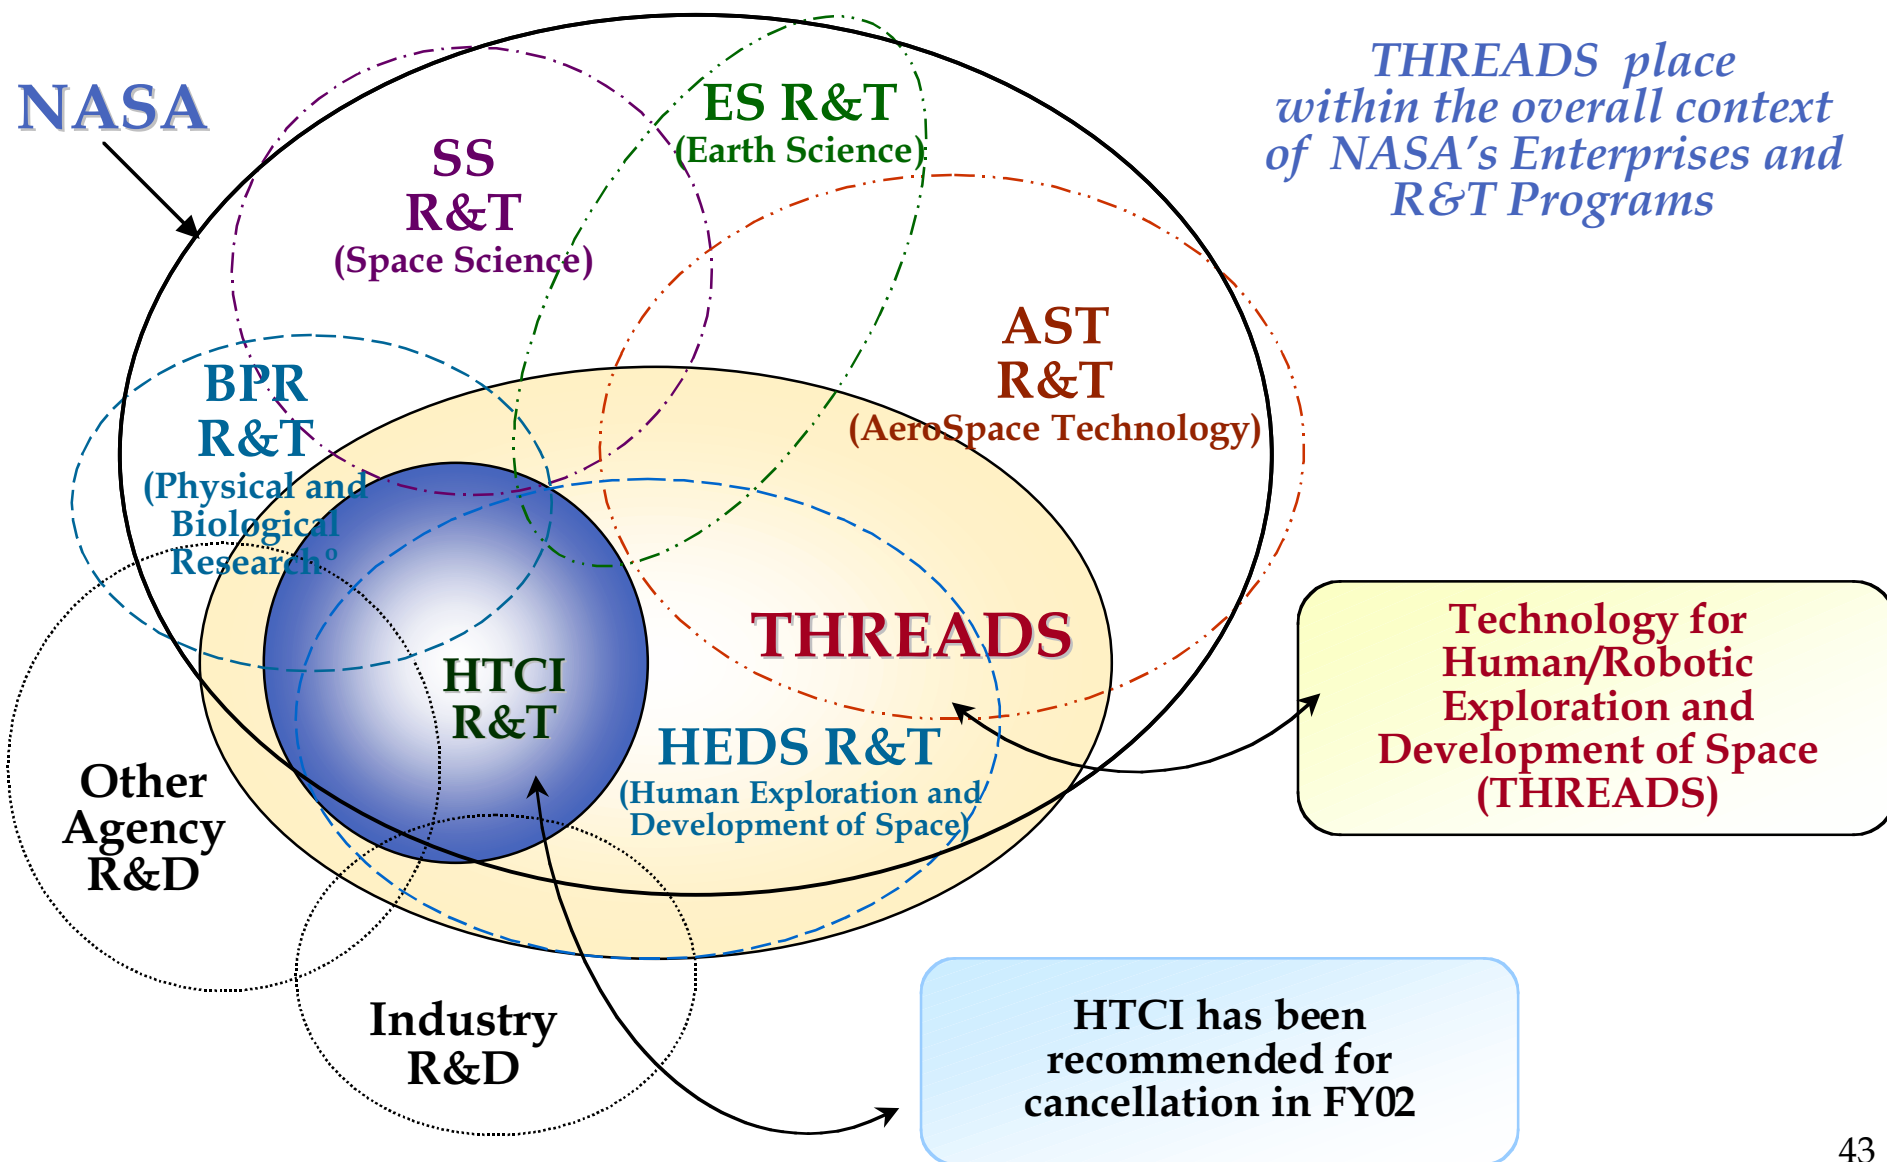 NASA
THREADS place
within the overall context
of NASA's Enterprises and
R&T Programs
ES R&T
(Earth Science)
SS
R&T
(Space Science)
AST
R&T
(AeroSpace Technology)
BPR
R&T
(Physical and
Biological
Research°
THREADS
HTCI
R&T
HEDS R&T
(Human Exploration and
Development of Space)
Technology for
Human/Robotic
Exploration and
Development of Space
(THREADS)
Other
Agency
R&D
Industry
R&D
HTCI has been
recommended for
cancellation in FY02
43